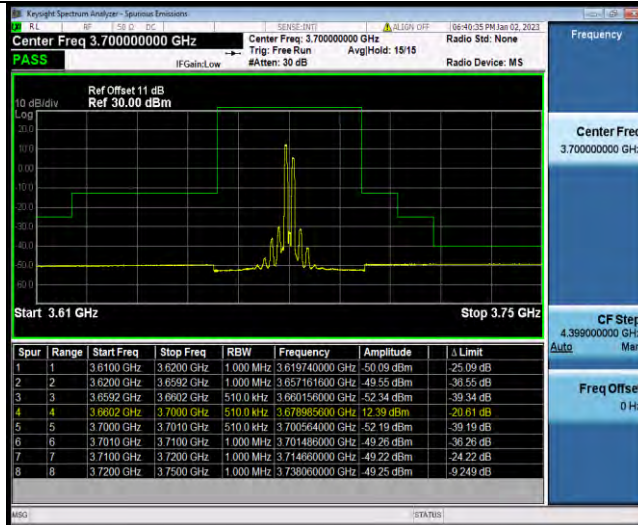 Keysight Spectrum Analyzer - Spurious Emissions
RL RF 50 Ω DC SENSE:INT ALIGN OFF 06:40:35 PM Jan 02, 2023
Center Freq 3.700000000 GHz Center Freq: 3.700000000 GHz Radio Std: None
Trig: Free Run Avg|Hold: 15/15
PASS IFGain:Low #Atten: 30 dB Radio Device: MS
Frequency
Ref Offset 11 dB
10 dB/div Ref 30.00 dBm
Log
20.0
0.00
-10.0
-20.0
-30.0
-40.0
-50.0
-60.0
Start 3.61 GHz Stop 3.75 GHz
Center Freq
3.700000000 GHz
CF Step
4.399000000 GHz
Auto Man
Freq Offset
0 Hz
Spur Range Start Freq Stop Freq RBW Frequency Amplitude Δ Limit
1 1 3.6100 GHz 3.6200 GHz 1.000 MHz 3.619740000 GHz -50.09 dBm -25.09 dB
2 2 3.6200 GHz 3.6592 GHz 1.000 MHz 3.657161600 GHz -49.55 dBm -36.55 dB
3 3 3.6592 GHz 3.6602 GHz 510.0 kHz 3.660156000 GHz -52.34 dBm -39.34 dB
4 4 3.6602 GHz 3.7000 GHz 510.0 kHz 3.678985600 GHz 12.39 dBm -20.61 dB
5 5 3.7000 GHz 3.7010 GHz 510.0 kHz 3.700564000 GHz -52.19 dBm -39.19 dB
6 6 3.7010 GHz 3.7100 GHz 1.000 MHz 3.701486000 GHz -49.26 dBm -36.26 dB
7 7 3.7100 GHz 3.7200 GHz 1.000 MHz 3.714660000 GHz -49.22 dBm -24.22 dB
8 8 3.7200 GHz 3.7500 GHz 1.000 MHz 3.738060000 GHz -49.25 dBm -9.249 dB
MSG STATUS